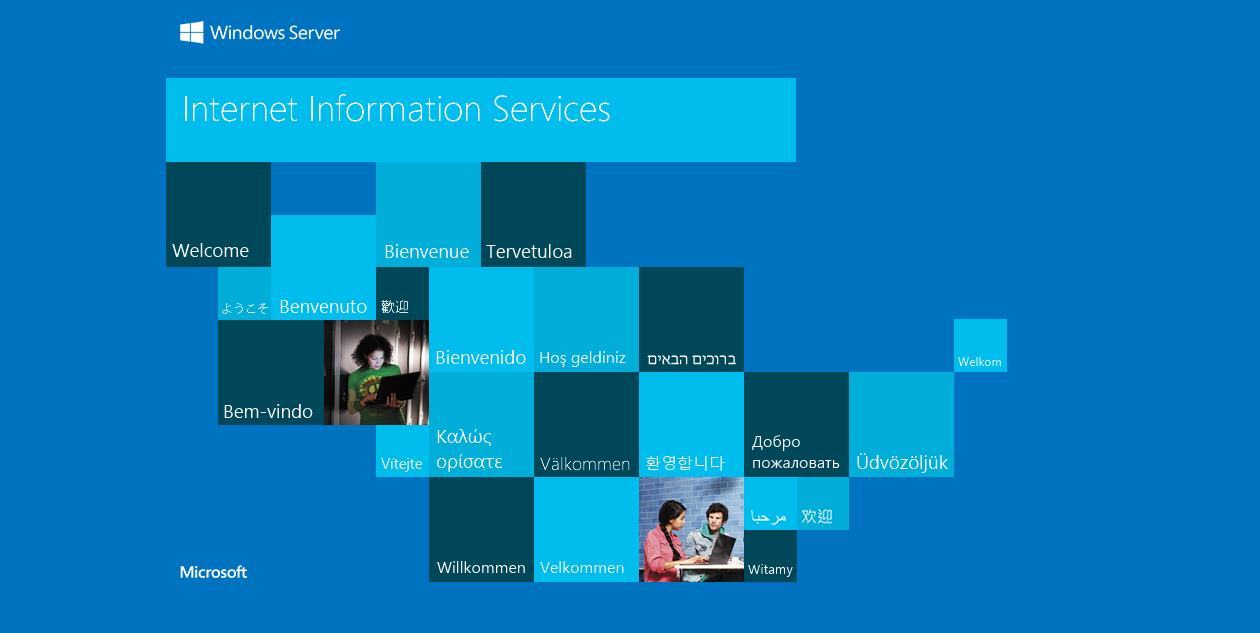 Windows Server
Internet Information Services
Welcome
Bienvenue
Tervetuloa
ようこそ
Benvenuto
歡迎
Bienvenido
Hoş geldiniz
ברוכים הבאים
Welkom
Bem-vindo
Vítejte
Καλώς
ορίσατε
Välkommen
환영합니다
Добро
пожаловать
Üdvözöljük
مرحبا
欢迎
Willkommen
Velkommen
Witamy
Microsoft